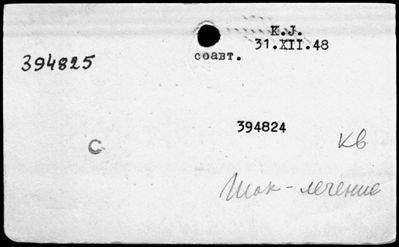 К.J.
31.XII.48
соавт.
394825
394824
С
кв
Шок-лечение